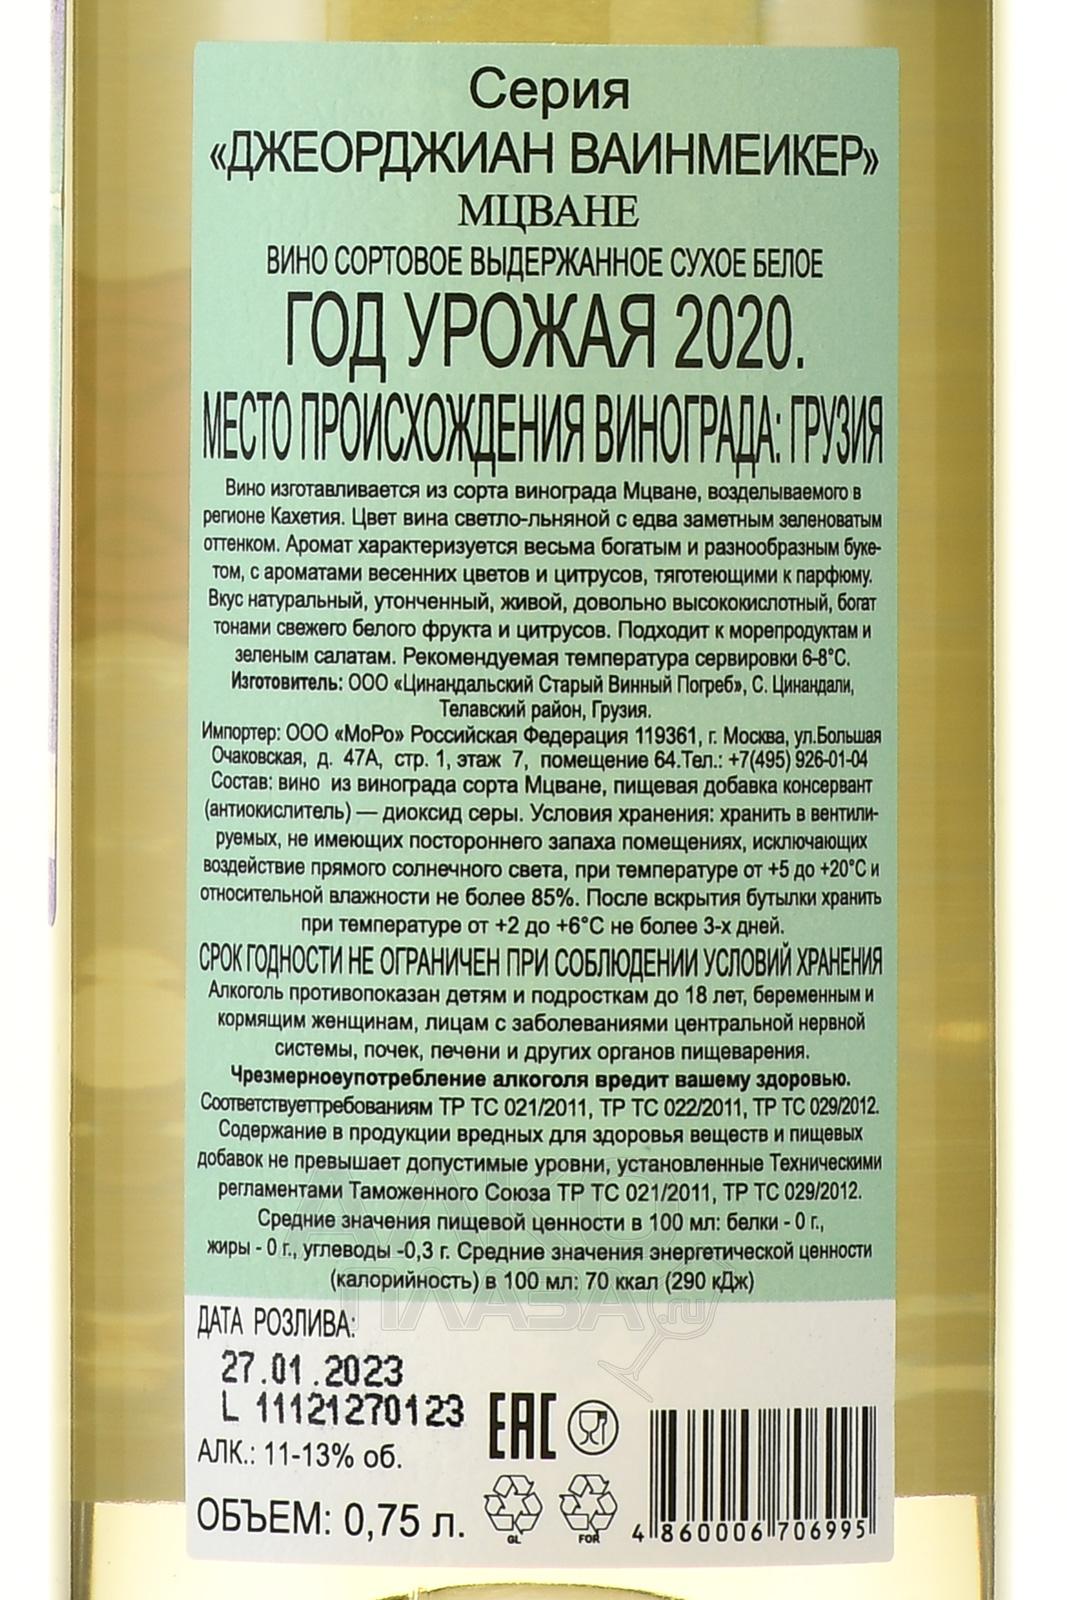 Серия
«ДЖЕОРДЖИАН ВАИНМЕИКЕР»
МЦВАНЕ
ВИНО СОРТОВОЕ ВЫДЕРЖАННОЕ СУХОЕ БЕЛОЕ
ГОД УРОЖАЯ 2020.
МЕСТО ПРОИСХОЖДЕНИЯ ВИНОГРАДА: ГРУЗИЯ
Вино изготавливается из сорта винограда Мцване, возделываемого в
регионе Кахетия. Цвет вина светло-льняной с едва заметным зеленоватым
оттенком. Аромат характеризуется весьма богатым и разнообразным буке-
том, с ароматами весенних цветов и цитрусов, тяготеющими к парфюму.
Вкус натуральный, утонченный, живой, довольно высококислотный, богат
тонами свежего белого фрукта и цитрусов. Подходит к морепродуктам и
зеленым салатам. Рекомендуемая температура сервировки 6-8°С.
Изготовитель: ООО «Цинандальский Старый Винный Погреб», С. Цинандали,
Телавский район, Грузия.
Импортер: ООО «МоРо» Российская Федерация 119361, г. Москва, ул.Большая
Очаковская, д. 47А, стр. 1, этаж 7, помещение 64.Тел.: +7(495) 926-01-04
Состав: вино из винограда сорта Мцване, пищевая добавка консервант
(антиокислитель) — диоксид серы. Условия хранения: хранить в вентили-
руемых, не имеющих постороннего запаха помещениях, исключающих
воздействие прямого солнечного света, при температуре от +5 до +20°С и
относительной влажности не более 85%. После вскрытия бутылки хранить
при температуре от +2 до +6°С не более 3-х дней.
СРОК ГОДНОСТИ НЕ ОГРАНИЧЕН ПРИ СОБЛЮДЕНИИ УСЛОВИЙ ХРАНЕНИЯ
Алкоголь противопоказан детям и подросткам до 18 лет, беременным и
кормящим женщинам, лицам с заболеваниями центральной нервной
системы, почек, печени и других органов пищеварения.
Чрезмерноеупотребление алкоголя вредит вашему здоровью.
Соответствуеттребованиям ТР ТС 021/2011, ТР ТС 022/2011, ТР ТС 029/2012.
Содержание в продукции вредных для здоровья веществ и пищевых
добавок не превышает допустимые уровни, установленные Техническими
регламентами Таможенного Союза ТР ТС 021/2011, ТР ТС 029/2012.
Средние значения пищевой ценности в 100 мл: белки - 0 г.,
жиры - 0 г., углеводы -0,3 г. Средние значения энергетической ценности
(калорийность) в 100 мл: 70 ккал (290 кДж)
АЛКО
ПЛАЗА.ru
ДАТА РОЗЛИВА:
27.01.2023
L 11121270123
АЛК.: 11-13% об.
ОБЪЕМ: 0,75 л.
EAC
GL
FOR
4 860006 706995